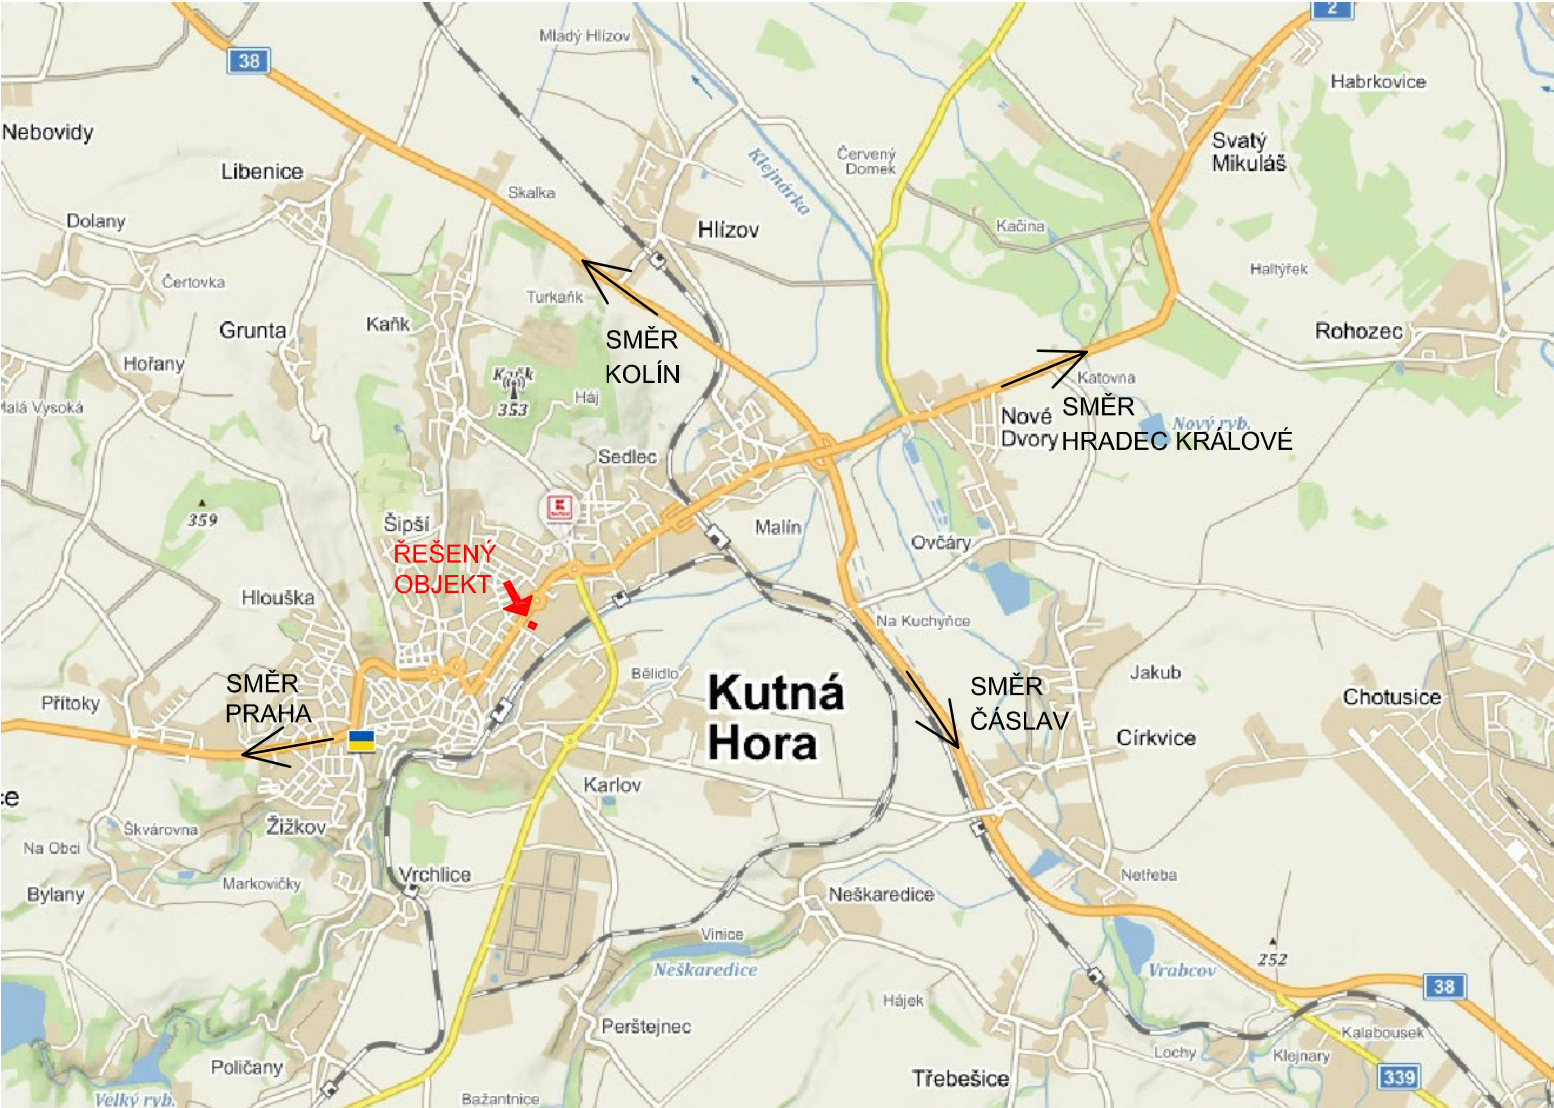 2
Mladý Hlízov
38
Habrkovice
Nebovidy
Svatý
Mikuláš
Červený
Domek
Libenice
Klejnárka
Skalka
Dolany
Hlízov
Kačina
Haltýřek
Čertovka
Turkaňk
Kaňk
Grunta
Rohozec
SMĚR
KOLÍN
Hořany
Kaňk
353
Katovna
Háj
Malá Vysoká
Nové
Dvory
SMĚR
HRADEC KRÁLOVÉ
Nový ryb.
Sedlec
359
Šipší
Malín
Ovčáry
ŘEŠENÝ
OBJEKT
Hlouška
Na Kuchyňce
Bělidlo
Jakub
SMĚR
PRAHA
Kutná
Hora
SMĚR
ČÁSLAV
Chotusice
Přítoky
Církvice
Karlov
ce
Škvárovna
Žižkov
Na Obci
Vrchlice
Markovičky
Netřeba
Bylany
Neškaredice
Vinice
252
Neškaredice
Vrabcov
38
Hájek
Perštejnec
Kalabousek
Lochy
Klejnary
Poličany
Třebešice
339
Velký ryb.
Bažantnice